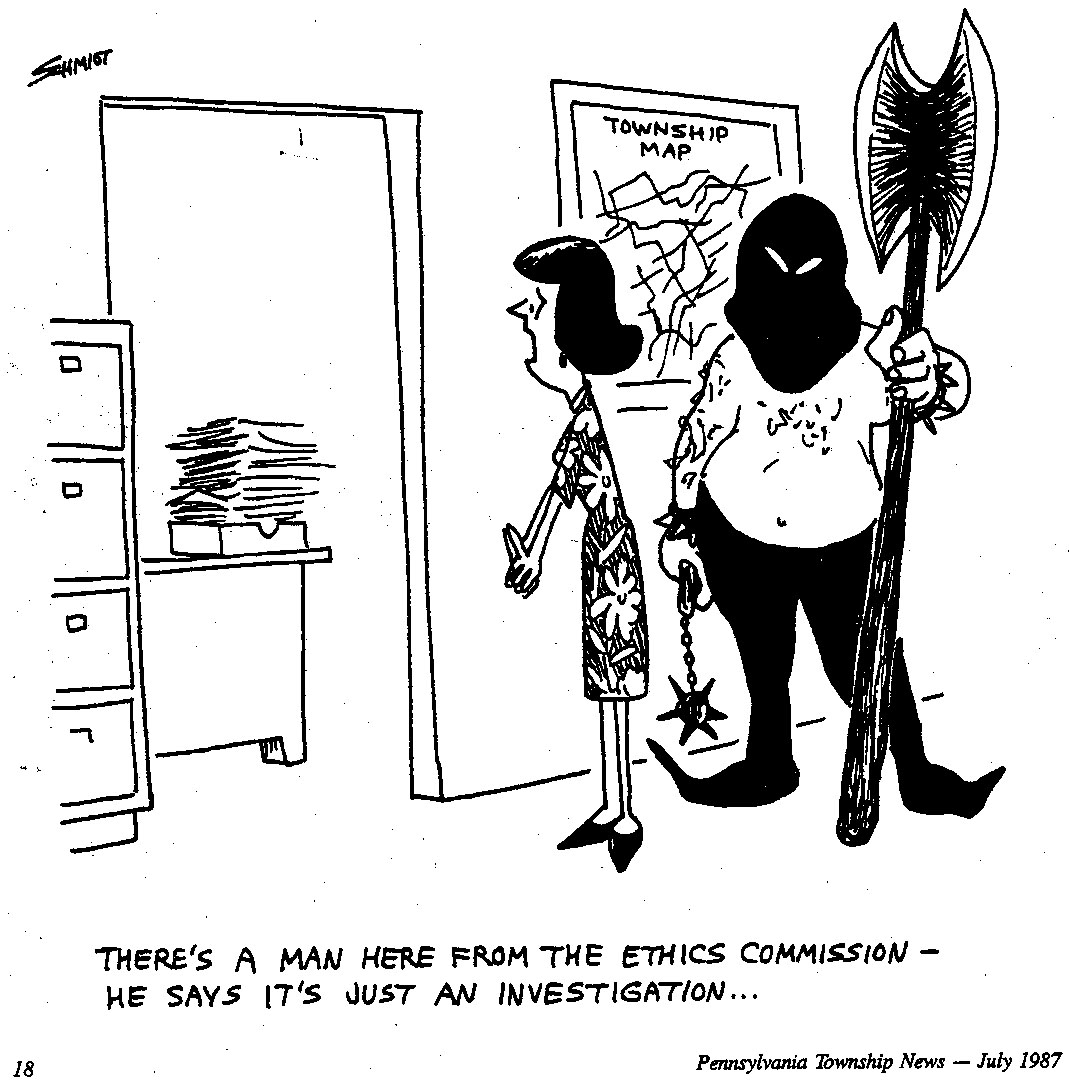 SCHMIDT
TOWNSHIP
MAP
THERE'S A MAN HERE FROM THE ETHICS COMMISSION –
HE SAYS IT'S JUST AN INVESTIGATION...
18
Pennsylvania Township News — July 1987